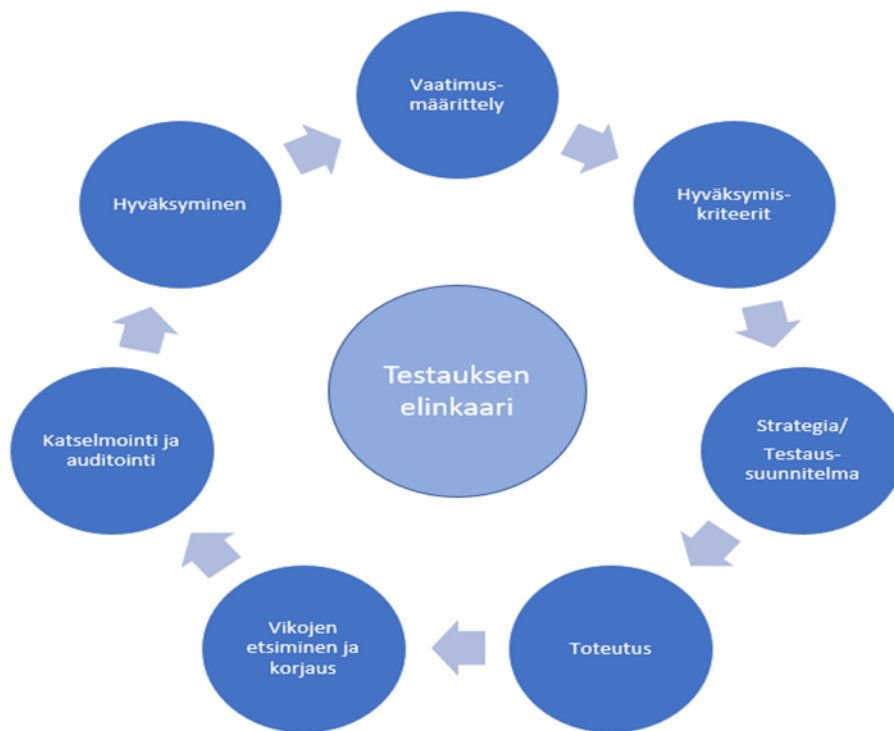 Vaatimus-
määrittely
Hyväksymis-
kriteerit
Strategia/
Testaus-
suunnitelma
Toteutus
Vikojen
etsiminen ja
korjaus
Katselmointi ja
auditointi
Hyväksyminen
Testauksen
elinkaari